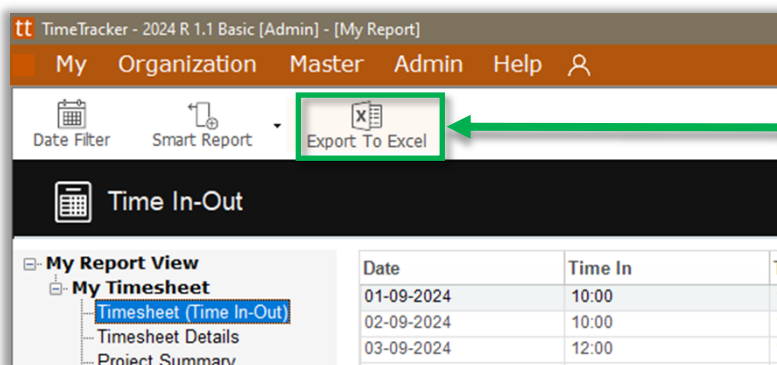 tt TimeTracker - 2024 R 1.1 Basic [Admin] - [My Report]
My Organization Master Admin Help
Date Filter Smart Report Export To Excel
Time In-Out
My Report View
My Timesheet
Timesheet (Time In-Out)
Timesheet Details
Project Summary
Date Time In
01-09-2024 10:00
02-09-2024 10:00
03-09-2024 12:00